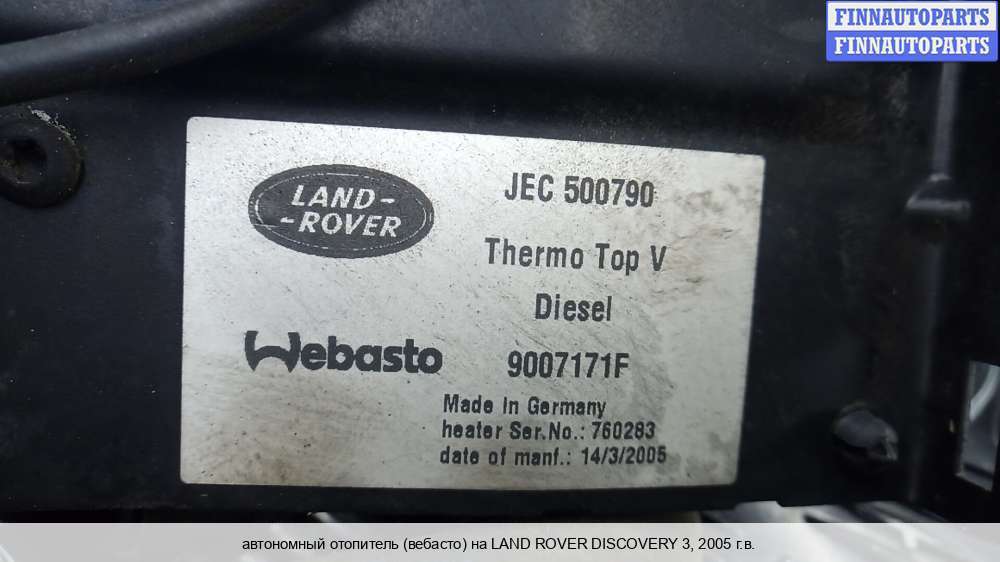 FINNAUTOPARTS
FINNAUTOPARTS
LAND-
-ROVER
JEC 500790
Thermo Top V
Diesel
Webasto
9007171F
Made in Germany
heater Ser.No.: 760283
date of manf.: 14/3/2005
автономный отопитель (вебасто) на LAND ROVER DISCOVERY 3, 2005 г.в.